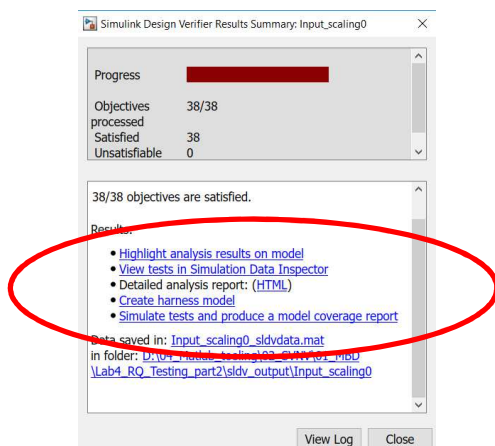 Simulink Design Verifier Results Summary: Input_scaling0
Progress
Objectives processed 38/38
Satisfied 38
Unsatisfiable 0
38/38 objectives are satisfied.
Results:
• Highlight analysis results on model
• View tests in Simulation Data Inspector
• Detailed analysis report: (HTML)
• Create harness model
• Simulate tests and produce a model coverage report
Data saved in: Input_scaling0_sldvdata.mat
in folder: D:\04_Matlab_tooling\02_SVNV\01_MBD
\Lab4_RQ_Testing_part2\sldv_output\Input_scaling0
View Log Close